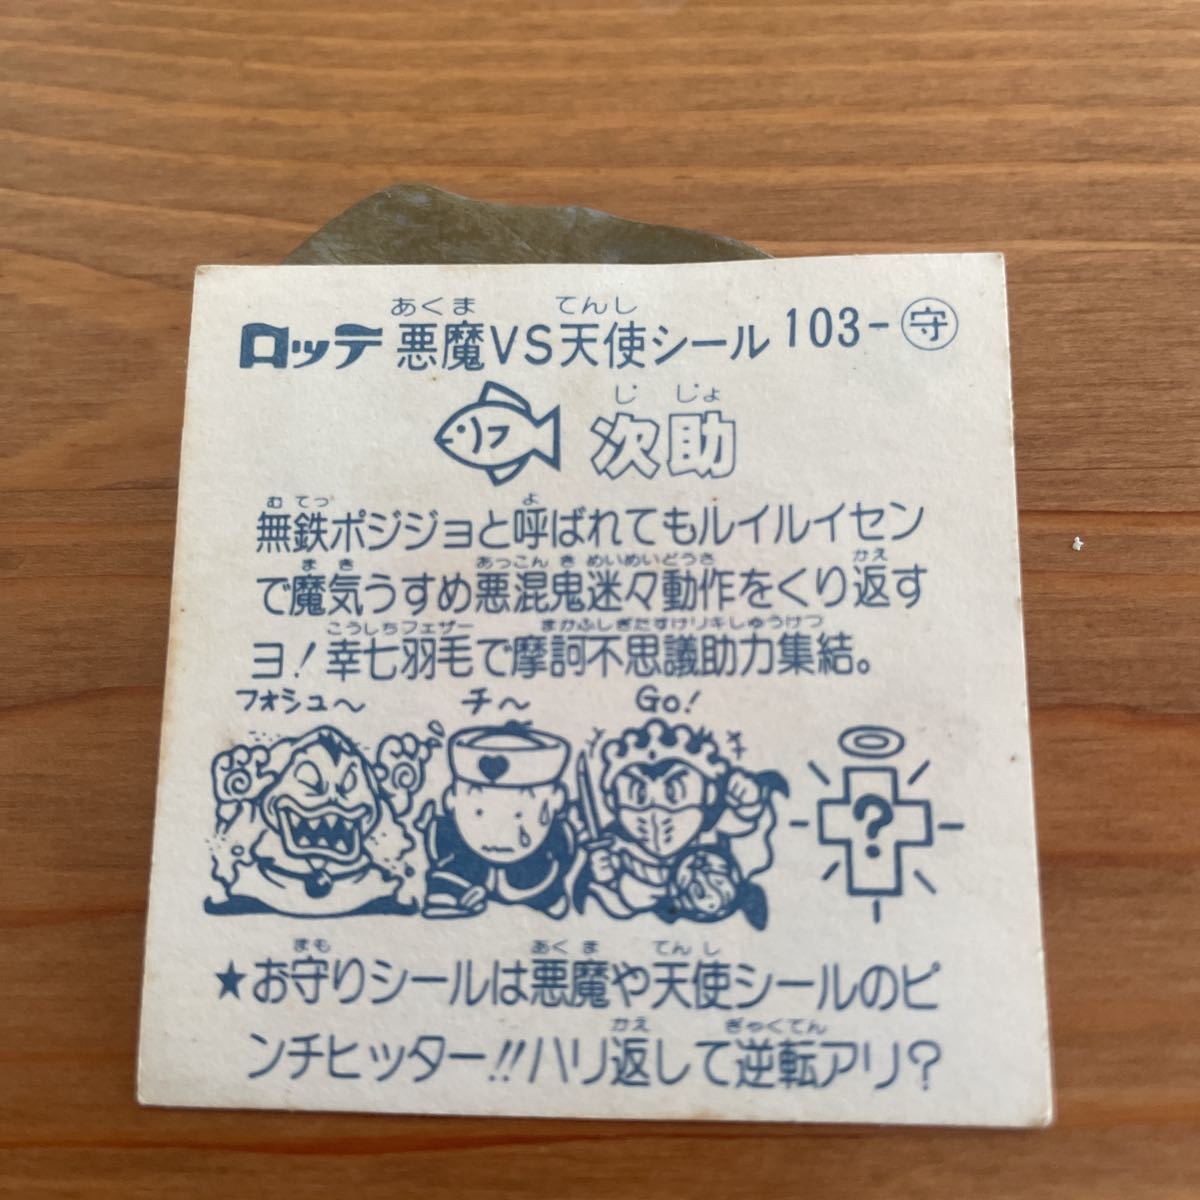 あくま てんし
ロッテ 悪魔VS天使シール 103-守
じ じょ
ソフ 次助
む てつ よ
無鉄ポジジョと呼ばれてもルイルイセン
ま き あっこん き めいめいどうさ かえ
で魔気うすめ悪混鬼迷々動作をくり返す
こうしちフェザー まかふしぎたすけリキしゅうけつ
ヨ！幸七羽毛で摩訶不思議助力集結。
フォシュ〜 チ〜 Go!
?
まも あく ま てん し
★お守りシールは悪魔や天使シールのピ
かえ ぎゃくてん
ンチヒッター!!ハリ返して逆転アリ？